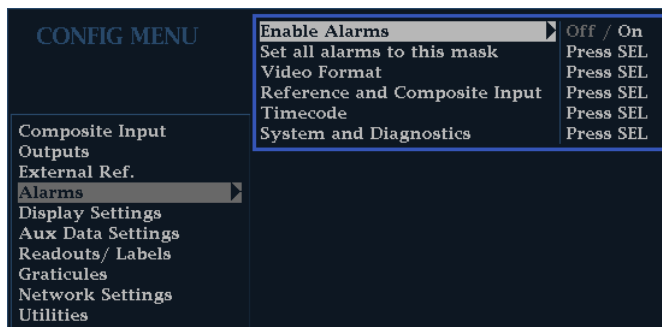 CONFIG MENU
Enable Alarms Off / On
Set all alarms to this mask Press SEL
Video Format Press SEL
Reference and Composite Input Press SEL
Timecode Press SEL
System and Diagnostics Press SEL
Composite Input
Outputs
External Ref.
Alarms
Display Settings
Aux Data Settings
Readouts/ Labels
Graticules
Network Settings
Utilities